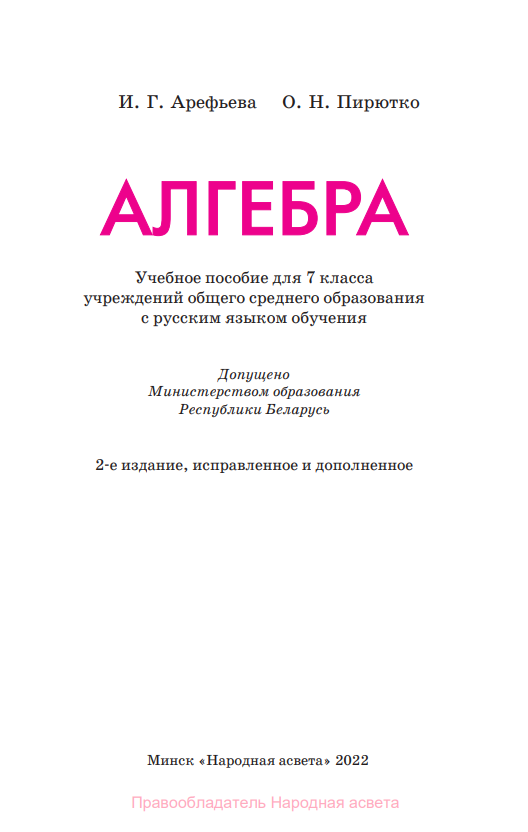 И. Г. Арефьева О. Н. Пирютко
АЛГЕБРА
Учебное пособие для 7 класса
учреждений общего среднего образования
с русским языком обучения
Допущено
Министерством образования
Республики Беларусь
2-е издание, исправленное и дополненное
Минск «Народная асвета» 2022
Правообладатель Народная асвета